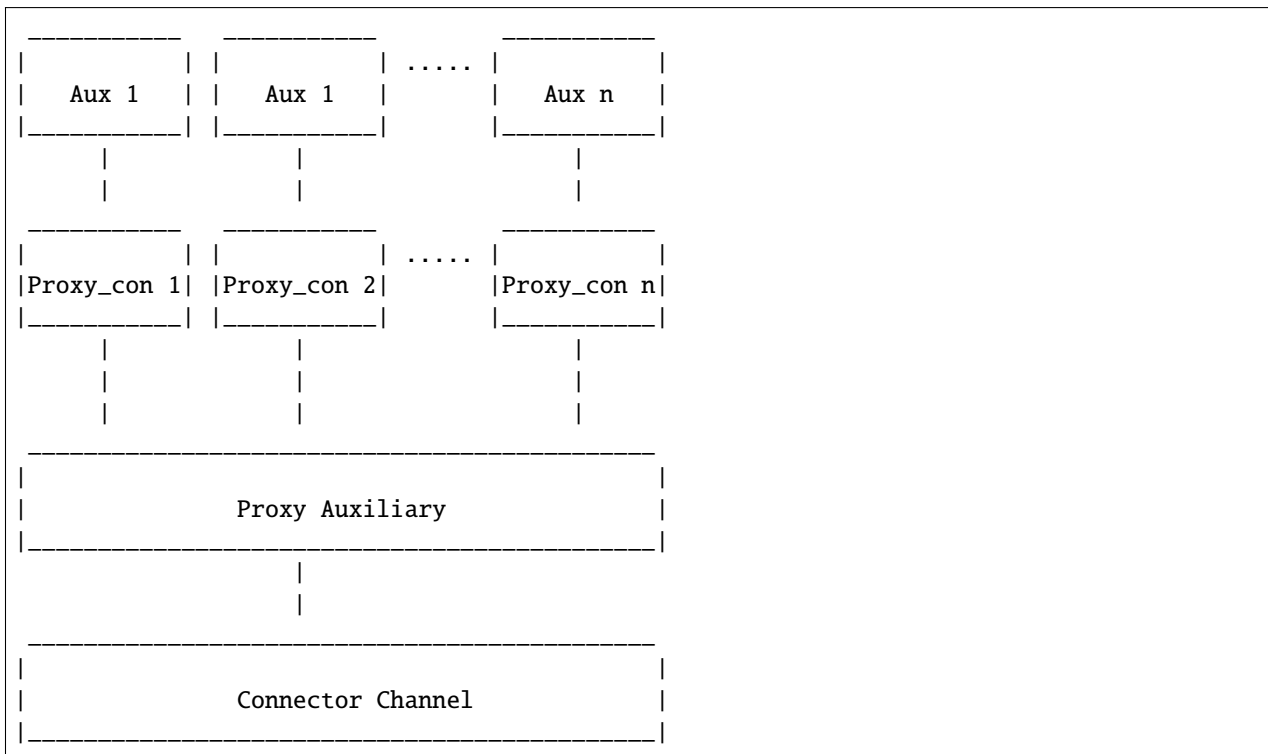 .....
Aux 1 Aux 1 Aux n
.....
Proxy_con 1 Proxy_con 2 Proxy_con n
Proxy Auxiliary
Connector Channel